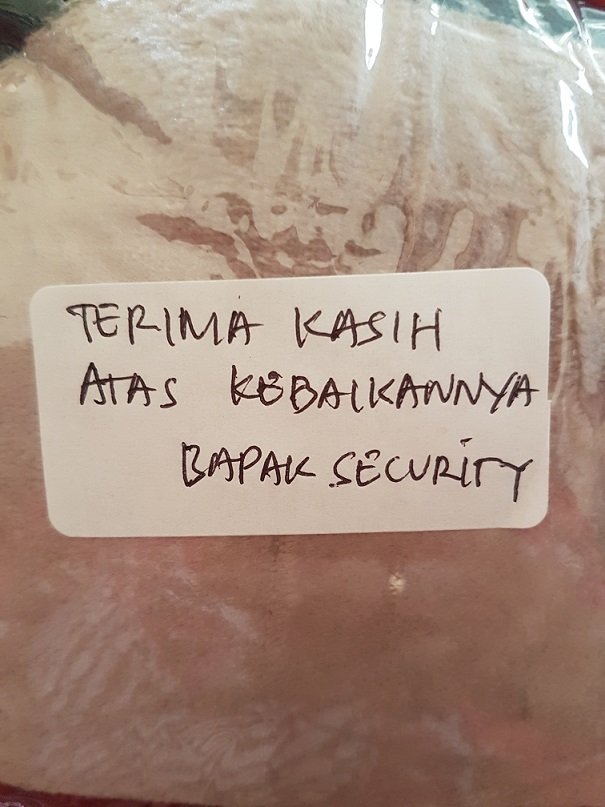 TERIMA KASIH
ATAS KEBAIKANNYA
BAPAK SECURITY